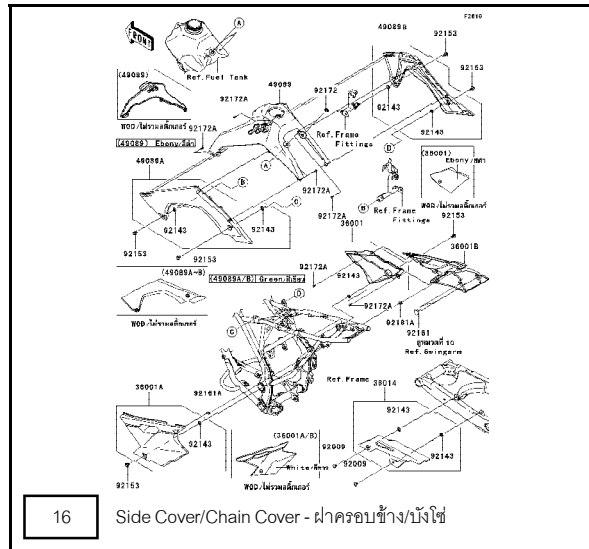 F2610
FRONT
A
49089B
92153
(49089)
Ref.Fuel Tank
92153
49089
92172
92172A
92143
WOD/ไม่รวมสติ๊กเกอร์
92172A
Ref.Frame
Fittings
92143
(49089) Ebony/สีดำ
D
(36001)
Ebony/สีดำ
49089A
A
B
C
92172A
WOD/ไม่รวมสติ๊กเกอร์
92143
92143
92172A
B
Ref.Frame
Fittings
92153
92153
92153
36001
36001B
(49089A~B)
92172A
92143
(49089A/B) Green/สีเขียว
D
92172A
92161A
WOD/ไม่รวมสติ๊กเกอร์
C
92161
ดูหมวดที่ 10
Ref.Swingarm
Ref.Frame
36014
36001A
92161A
92143
(36001A/B)
92009
92143
92143
White/สีขาว
92009
92153
WOD/ไม่รวมสติ๊กเกอร์
16
Side Cover/Chain Cover - ฝาครอบข้าง/บังโซ่